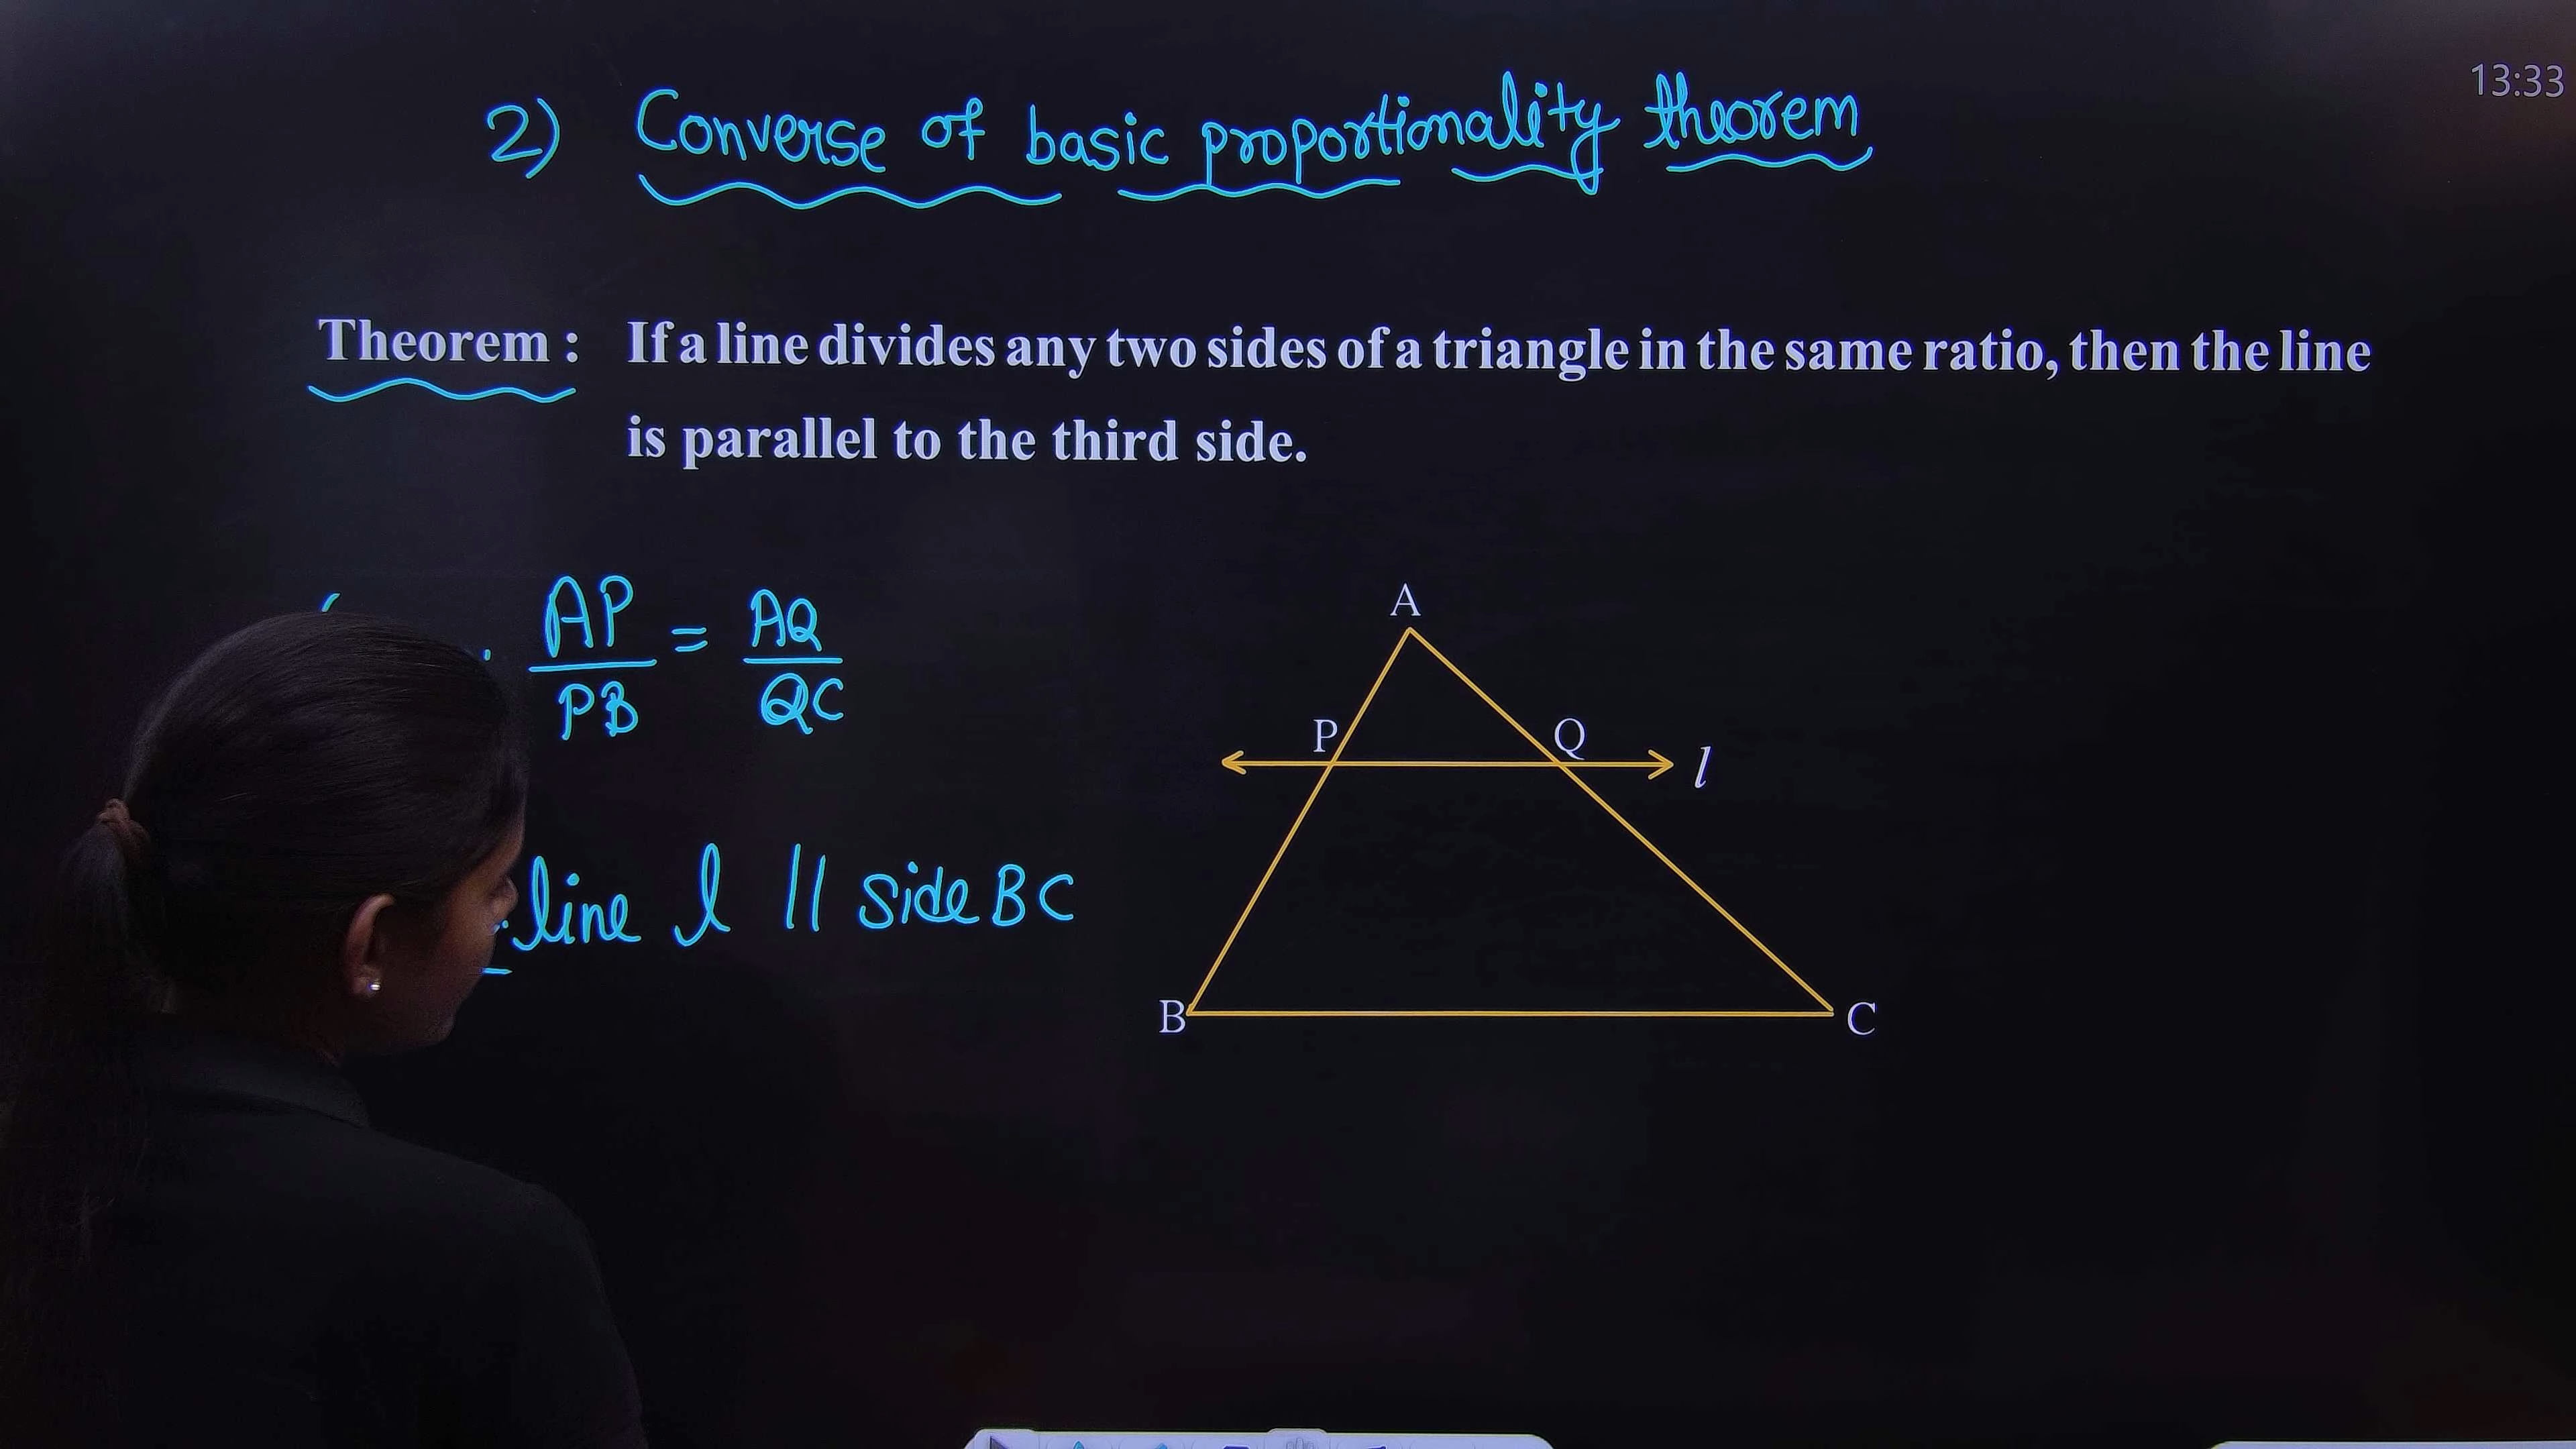 13:33
2) Converse of basic proportionality theorem
Theorem : If a line divides any two sides of a triangle in the same ratio, then the line
is parallel to the third side.
AP/PB = AQ/QC
line l || side BC
A
P
Q
l
B
C